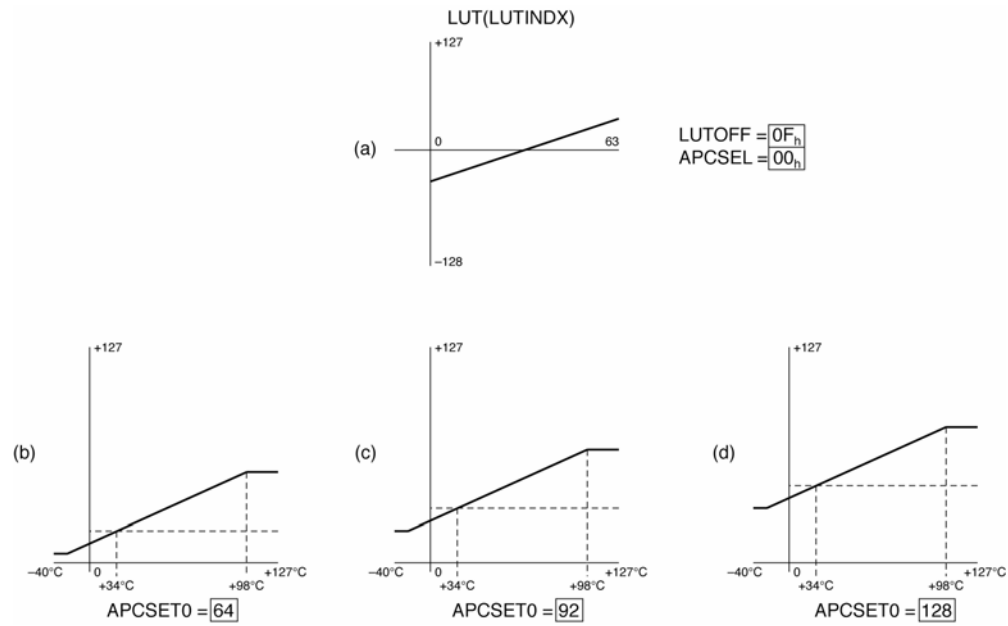 LUT(LUTINDX)
+127
(a)
0
63
–128
LUTOFF = 0Fh
APCSEL = 00h
(b)
+127
–40°C
0
+34°C
+98°C
+127°C
APCSET0 = 64
(c)
+127
–40°C
0
+34°C
+98°C
+127°C
APCSET0 = 92
(d)
+127
–40°C
0
+34°C
+98°C
+127°C
APCSET0 = 128